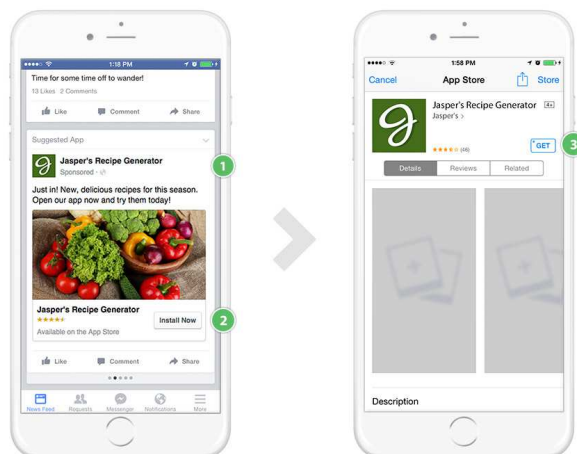 1:18 PM
Time for some time off to wander!
13 Likes 2 Comments
Like Comment Share
Suggested App
Jasper's Recipe Generator
Sponsored ·
1
Just in! New, delicious recipes for this season.
Open our app now and try them today!
Jasper's Recipe Generator
Install Now
2
Available on the App Store
Like Comment Share
News Feed Requests Messenger Notifications More
1:58 PM
Cancel App Store Store
Jasper's Recipe Generator 4+
Jasper's >
(46)
+GET
3
Details Reviews Related
Description